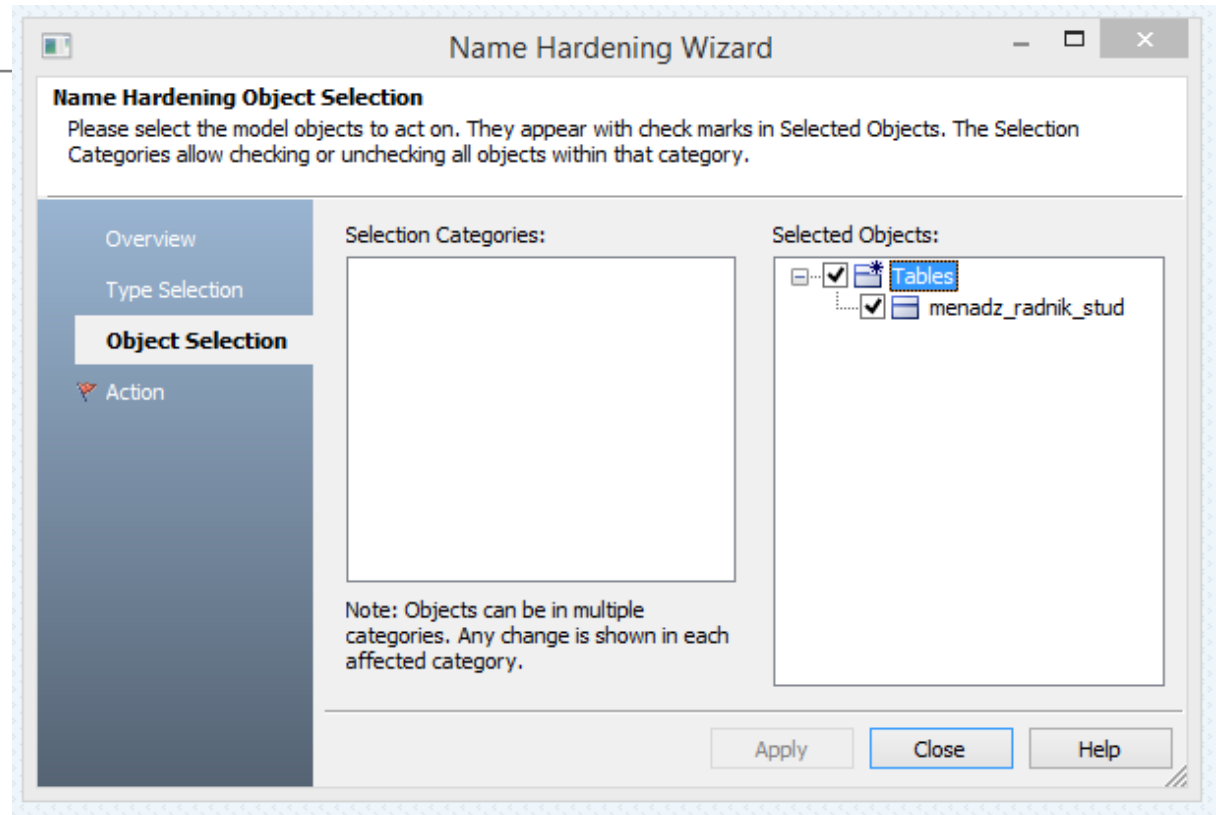 Name Hardening Wizard
Name Hardening Object Selection
Please select the model objects to act on. They appear with check marks in Selected Objects. The Selection
Categories allow checking or unchecking all objects within that category.
Overview
Type Selection
Object Selection
Action
Selection Categories:
Note: Objects can be in multiple
categories. Any change is shown in each
affected category.
Selected Objects:
Tables
menadz_radnik_stud
Apply
Close
Help